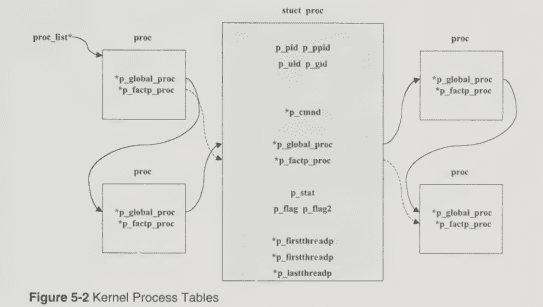 stuct proc
proc_list*
proc
*p_global_proc
*p_factp_proc
proc
*p_global_proc
*p_factp_proc
p_pid p_ppid
p_uid p_gid
*p_cmnd
*p_global_proc
*p_factp_proc
p_stat
p_flag p_flag2
*p_firstthreadp
*p_firstthreadp
*p_lastthreadp
proc
*p_global_proc
*p_factp_proc
proc
*p_global_proc
*p_factp_proc
Figure 5-2 Kernel Process Tables